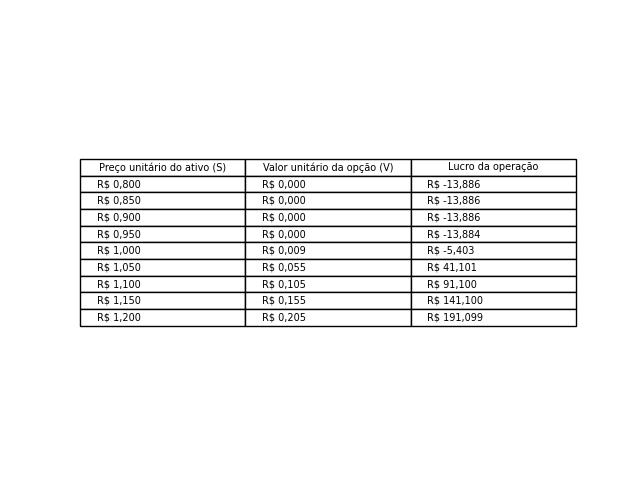 Preço unitário do ativo (S) Valor unitário da opção (V) Lucro da operação
R$ 0,800 R$ 0,000 R$ -13,886
R$ 0,850 R$ 0,000 R$ -13,886
R$ 0,900 R$ 0,000 R$ -13,886
R$ 0,950 R$ 0,000 R$ -13,884
R$ 1,000 R$ 0,009 R$ -5,403
R$ 1,050 R$ 0,055 R$ 41,101
R$ 1,100 R$ 0,105 R$ 91,100
R$ 1,150 R$ 0,155 R$ 141,100
R$ 1,200 R$ 0,205 R$ 191,099